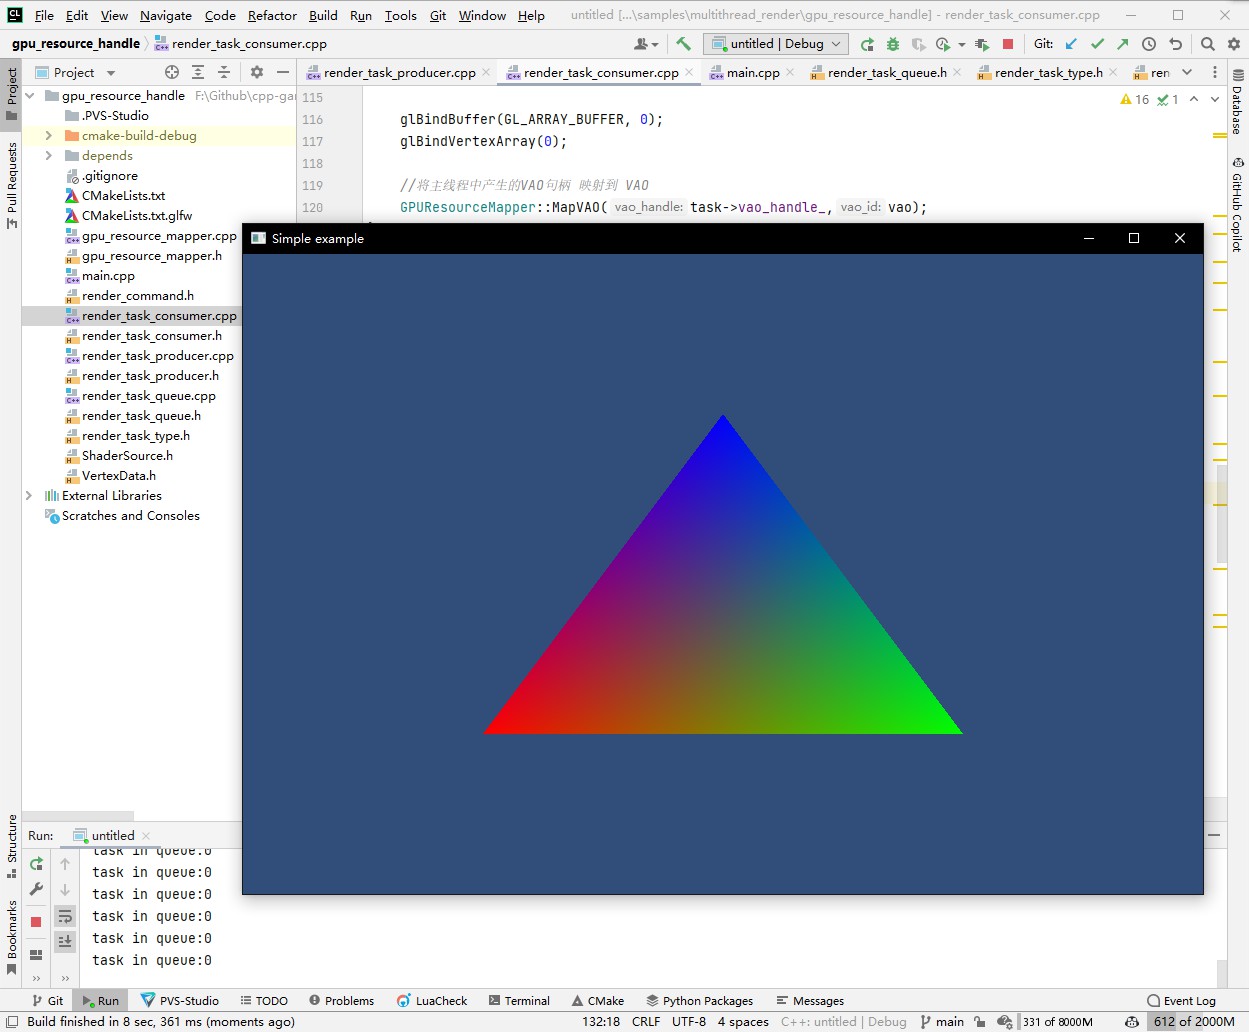 File Edit View Navigate Code Refactor Build Run Tools Git Window Help untitled [...\samples\multithread_render\gpu_resource_handle] - render_task_consumer.cpp
gpu_resource_handle render_task_consumer.cpp untitled | Debug Git:
Project
Pull Requests
Structure
Bookmarks
Project
render_task_producer.cpp render_task_consumer.cpp main.cpp render_task_queue.h render_task_type.h ren
gpu_resource_handle F:\Github\cpp-ga
.PVS-Studio
cmake-build-debug
depends
.gitignore
CMakeLists.txt
CMakeLists.txt.glfw
gpu_resource_mapper.cpp
gpu_resource_mapper.h
main.cpp
render_command.h
render_task_consumer.cpp
render_task_consumer.h
render_task_producer.cpp
render_task_producer.h
render_task_queue.cpp
render_task_queue.h
render_task_type.h
ShaderSource.h
VertexData.h
External Libraries
Scratches and Consoles
115
116 glBindBuffer(GL_ARRAY_BUFFER, 0);
117 glBindVertexArray(0);
118
119 //将主线程中产生的VAO句柄 映射到 VAO
120 GPUResourceMapper::MapVAO( vao_handle: task->vao_handle_, vao_id: vao);
16 1
Database
GitHub Copilot
Simple example
Run: untitled
task in queue:0
task in queue:0
task in queue:0
task in queue:0
task in queue:0
task in queue:0
Git Run PVS-Studio TODO Problems LuaCheck Terminal CMake Python Packages Messages Event Log
Build finished in 8 sec, 361 ms (moments ago) 132:18 CRLF UTF-8 4 spaces C++: untitled | Debug main 331 of 8000M 612 of 2000M